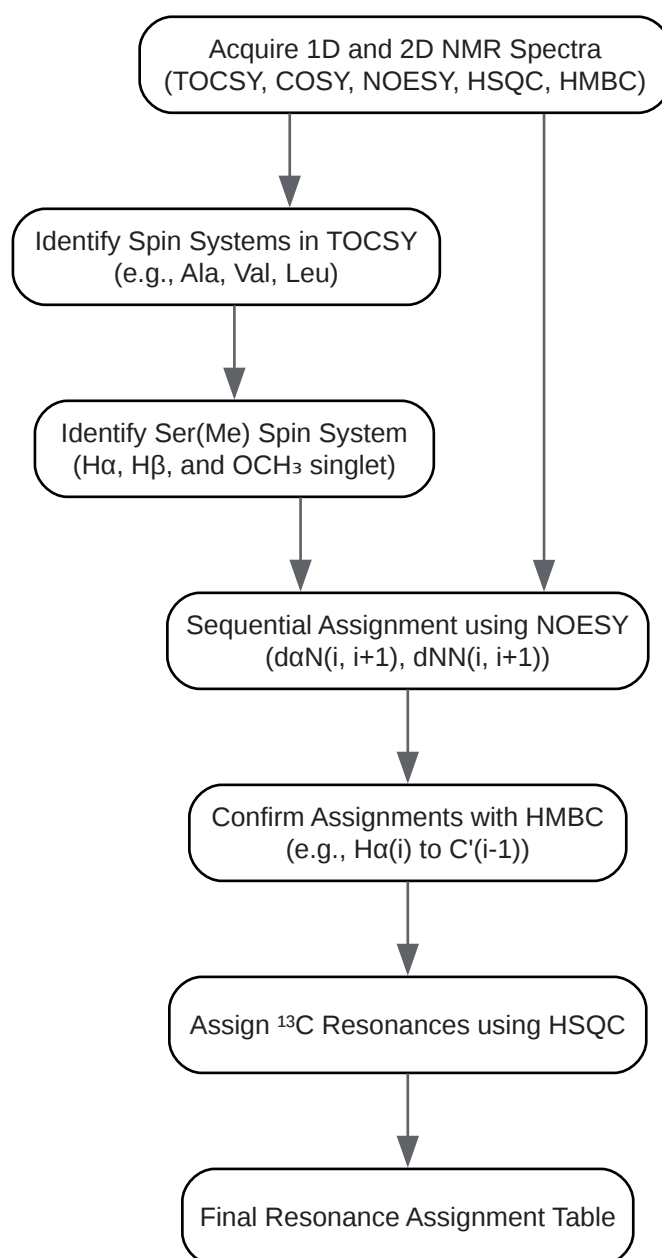 Acquire 1D and 2D NMR Spectra
(TOCSY, COSY, NOESY, HSQC, HMBC)
Identify Spin Systems in TOCSY
(e.g., Ala, Val, Leu)
Identify Ser(Me) Spin System
(Hα, Hβ, and OCH₃ singlet)
Sequential Assignment using NOESY
(dαN(i, i+1), dNN(i, i+1))
Confirm Assignments with HMBC
(e.g., Hα(i) to C'(i-1))
Assign ¹³C Resonances using HSQC
Final Resonance Assignment Table